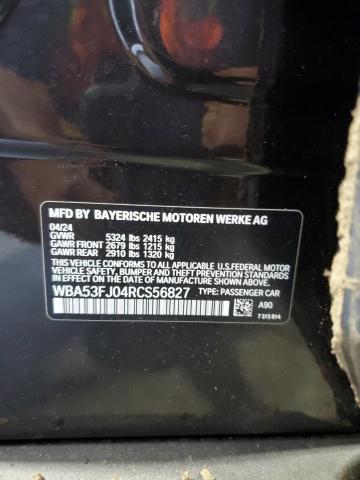 MFD BY BAYERISCHE MOTOREN WERKE AG
04/24
GVWR 5324 lbs 2415 kg
GAWR FRONT 2679 lbs 1215 kg
GAWR REAR 2910 lbs 1320 kg
THIS VEHICLE CONFORMS TO ALL APPLICABLE FEDERAL MOTOR
VEHICLE SAFETY, BUMPER, AND THEFT PREVENTION STANDARDS
IN EFFECT ON THE DATE OF MANUFACTURE SHOWN ABOVE.
WBA53FJ04RCS56827 TYPE: PASSENGER CAR
A90
7315814